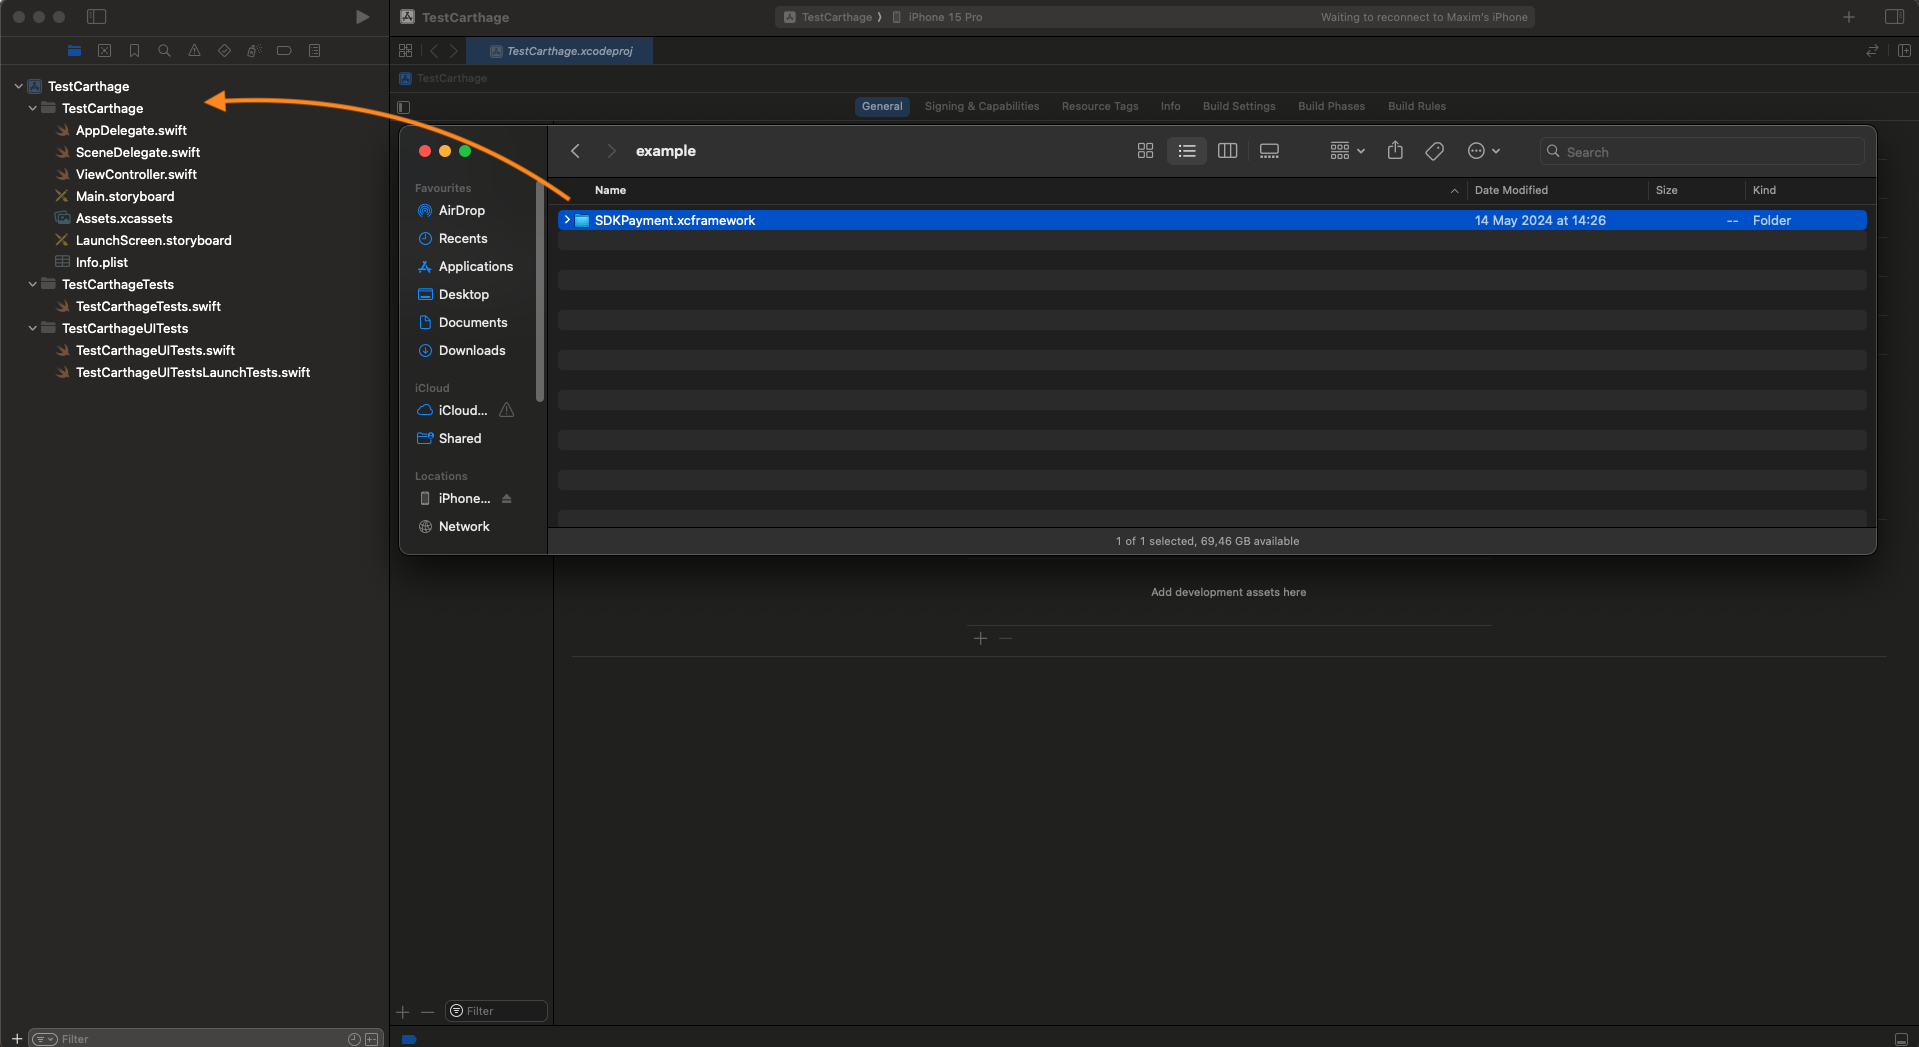 TestCarthage
TestCarthage
iPhone 15 Pro
Waiting to reconnect to Maxim's iPhone
TestCarthage.xcodeproj
TestCarthage
General
Signing & Capabilities
Resource Tags
Info
Build Settings
Build Phases
Build Rules
TestCarthage
TestCarthage
AppDelegate.swift
SceneDelegate.swift
ViewController.swift
Main.storyboard
Assets.xcassets
LaunchScreen.storyboard
Info.plist
TestCarthageTests
TestCarthageTests.swift
TestCarthageUITests
TestCarthageUITests.swift
TestCarthageUITestsLaunchTests.swift
Filter
example
Search
Favourites
AirDrop
Recents
Applications
Desktop
Documents
Downloads
iCloud
iCloud...
Shared
Locations
iPhone...
Network
Name
Date Modified
Size
Kind
SDKPayment.xcframework
14 May 2024 at 14:26
--
Folder
1 of 1 selected, 69,46 GB available
Add development assets here
Filter